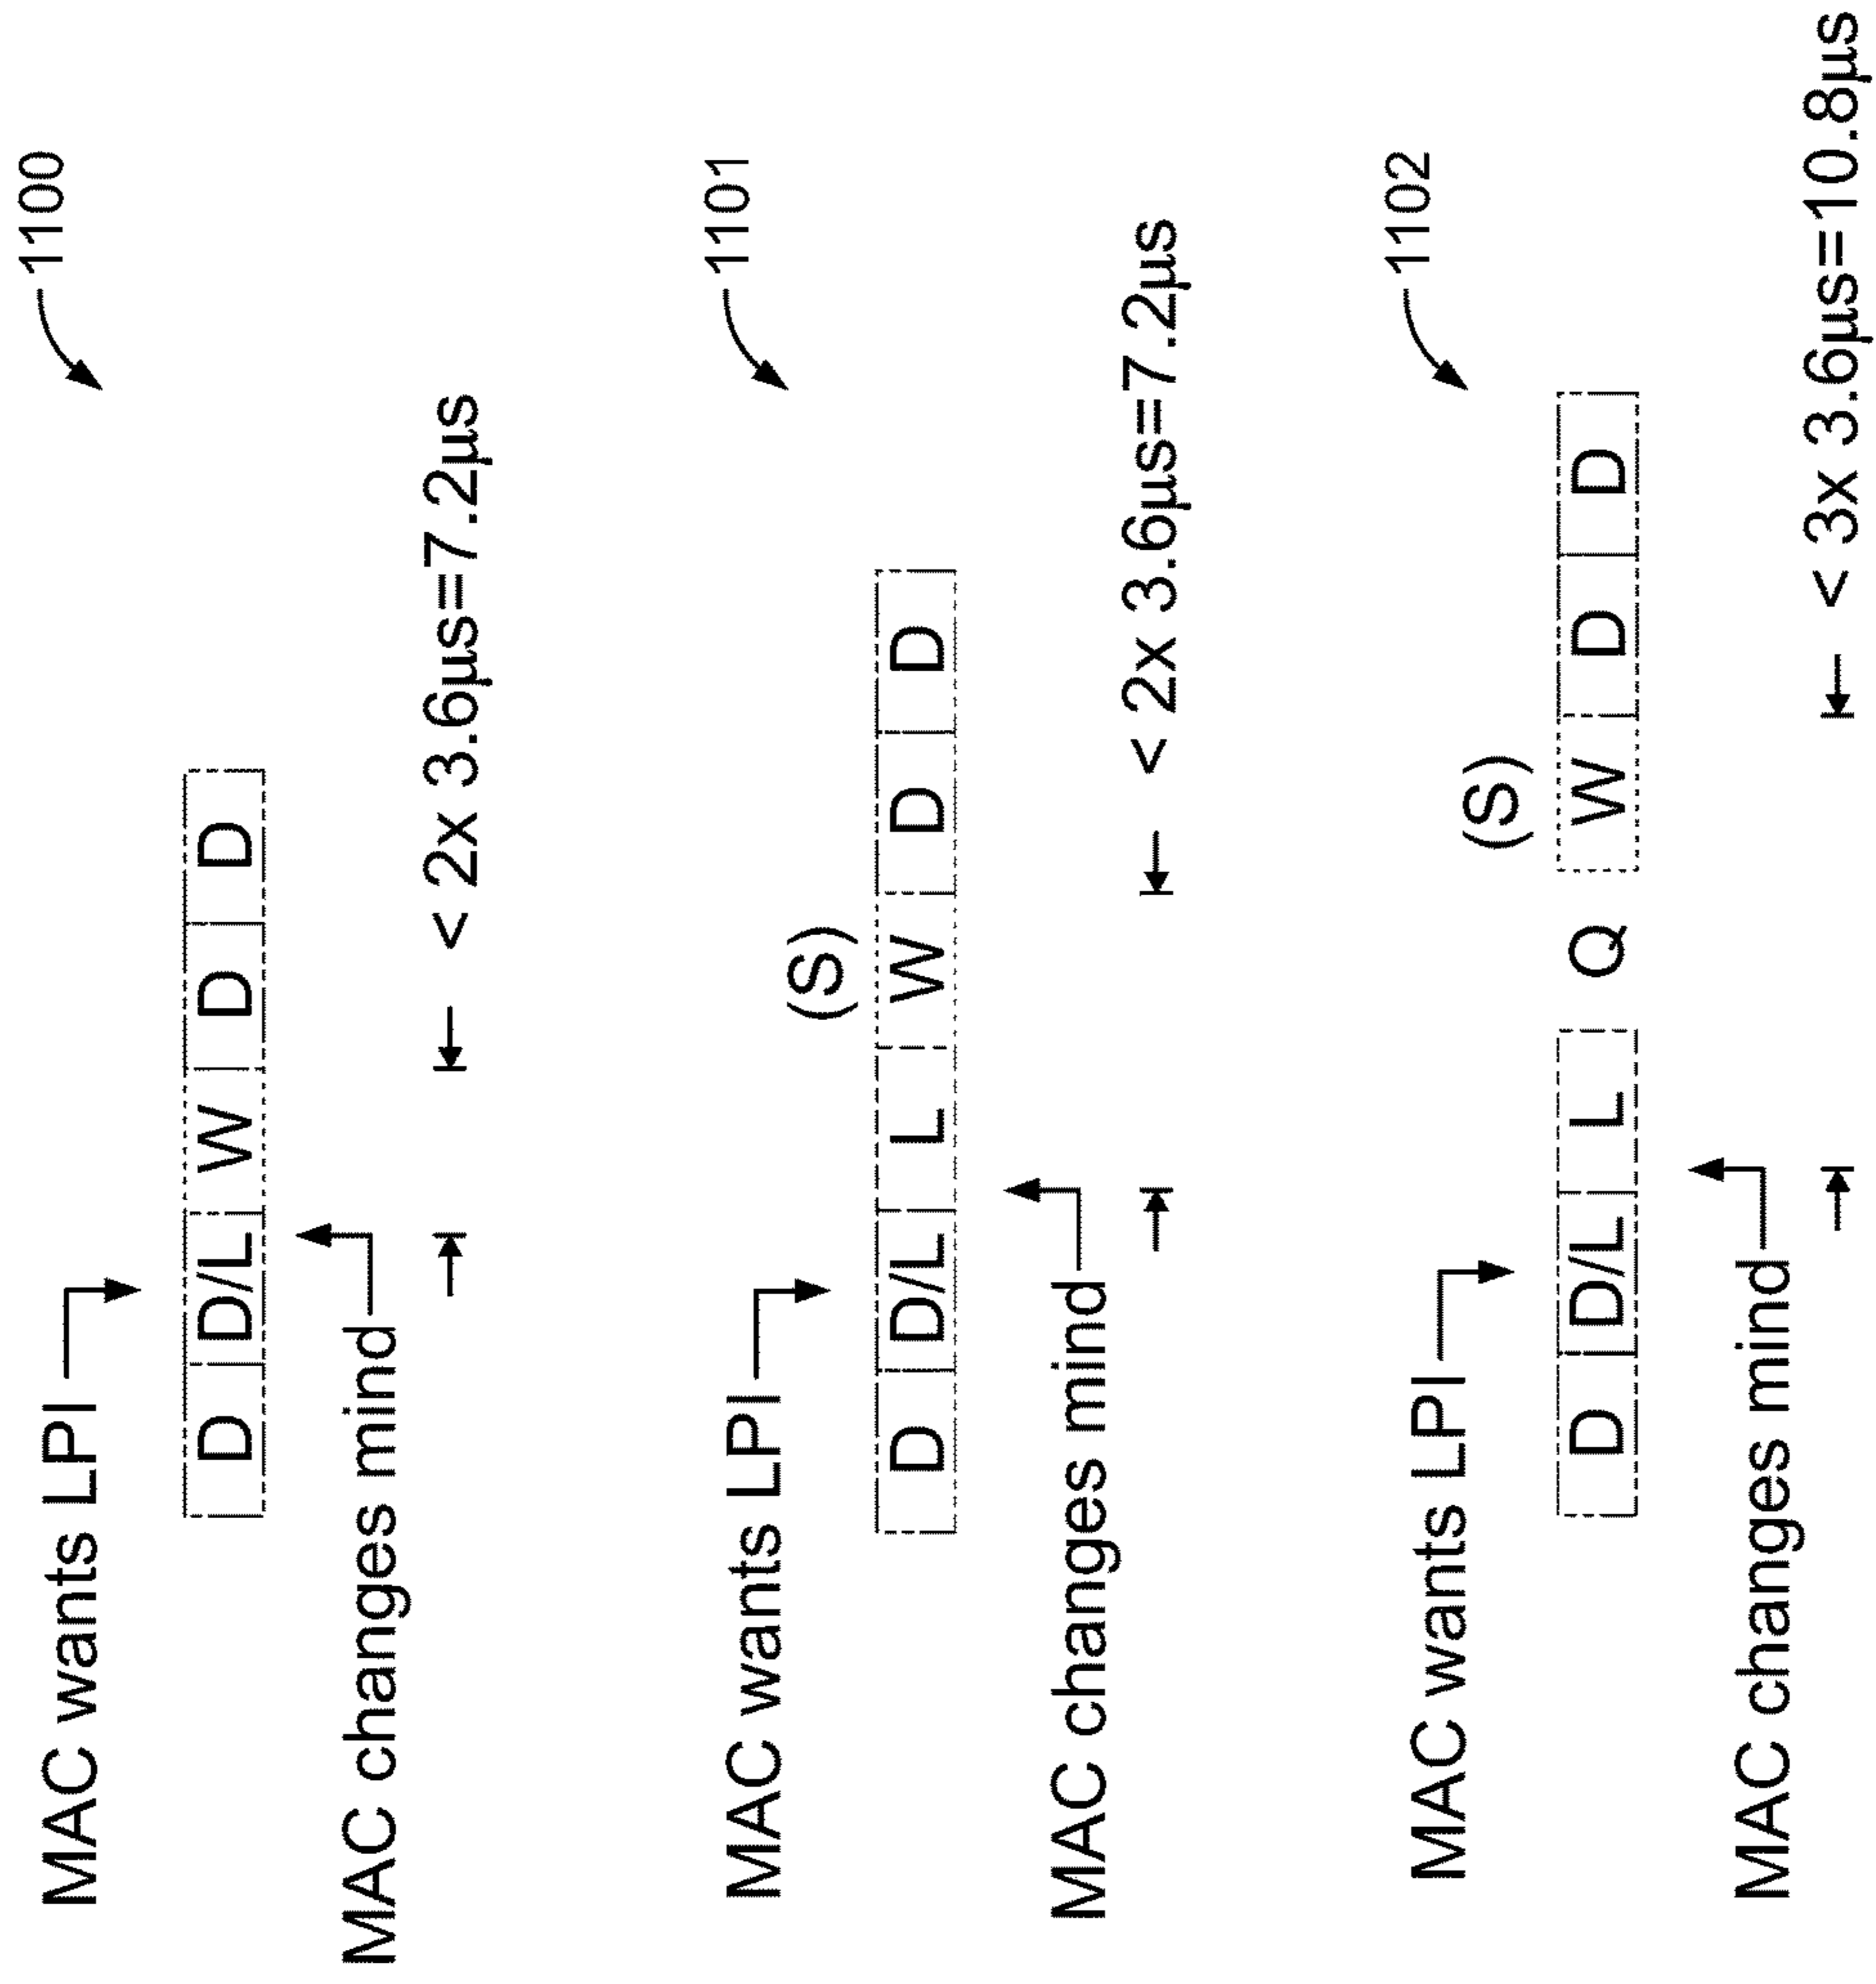 1100
MAC wants LPI
D D/L W D D
MAC changes mind
< 2x 3.6µs=7.2µs
1101
MAC wants LPI
(S)
D D/L L W D D
MAC changes mind
< 2x 3.6µs=7.2µs
1102
MAC wants LPI
(S)
D D/L L Q W D D
MAC changes mind
< 3x 3.6µs=10.8µs